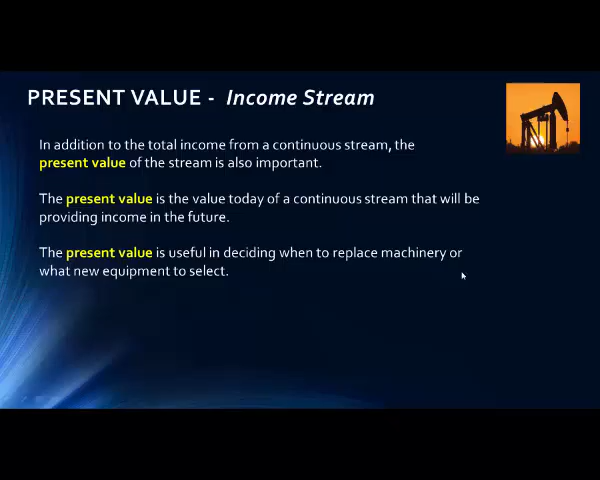 PRESENT VALUE - Income Stream
In addition to the total income from a continuous stream, the
present value of the stream is also important.
The present value is the value today of a continuous stream that will be
providing income in the future.
The present value is useful in deciding when to replace machinery or
what new equipment to select.